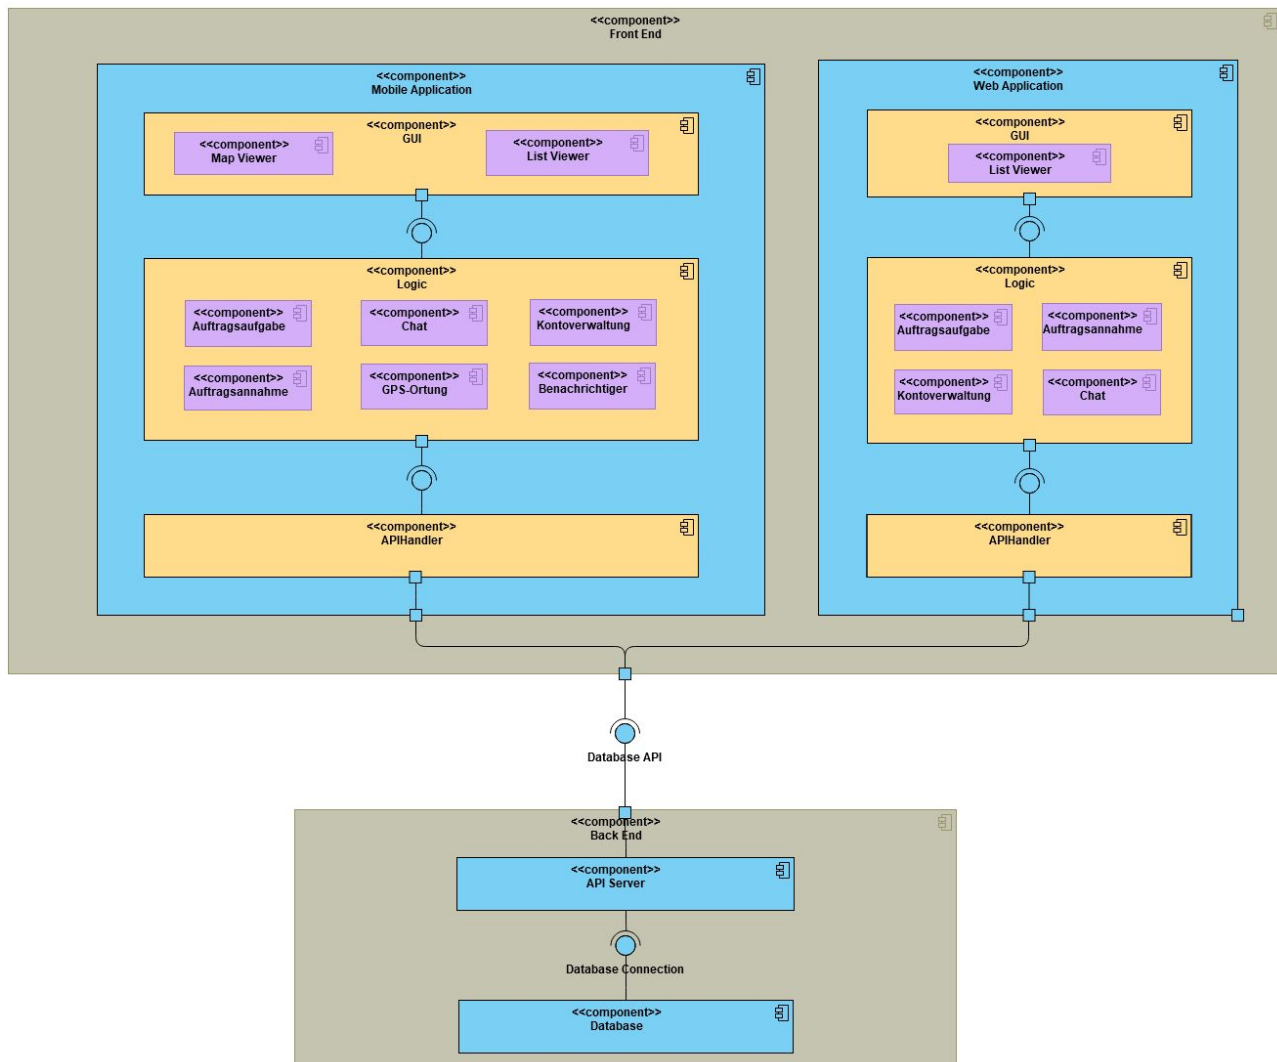 <<component>>
Front End
<<component>>
Mobile Application
<<component>>
GUI
<<component>>
Map Viewer
<<component>>
List Viewer
<<component>>
Logic
<<component>>
Auftragsaufgabe
<<component>>
Chat
<<component>>
Kontoverwaltung
<<component>>
Auftragsannahme
<<component>>
GPS-Ortung
<<component>>
Benachrichtiger
<<component>>
APIHandler
<<component>>
Web Application
<<component>>
GUI
<<component>>
List Viewer
<<component>>
Logic
<<component>>
Auftragsaufgabe
<<component>>
Auftragsannahme
<<component>>
Kontoverwaltung
<<component>>
Chat
<<component>>
APIHandler
Database API
<<component>>
Back End
<<component>>
API Server
Database Connection
<<component>>
Database